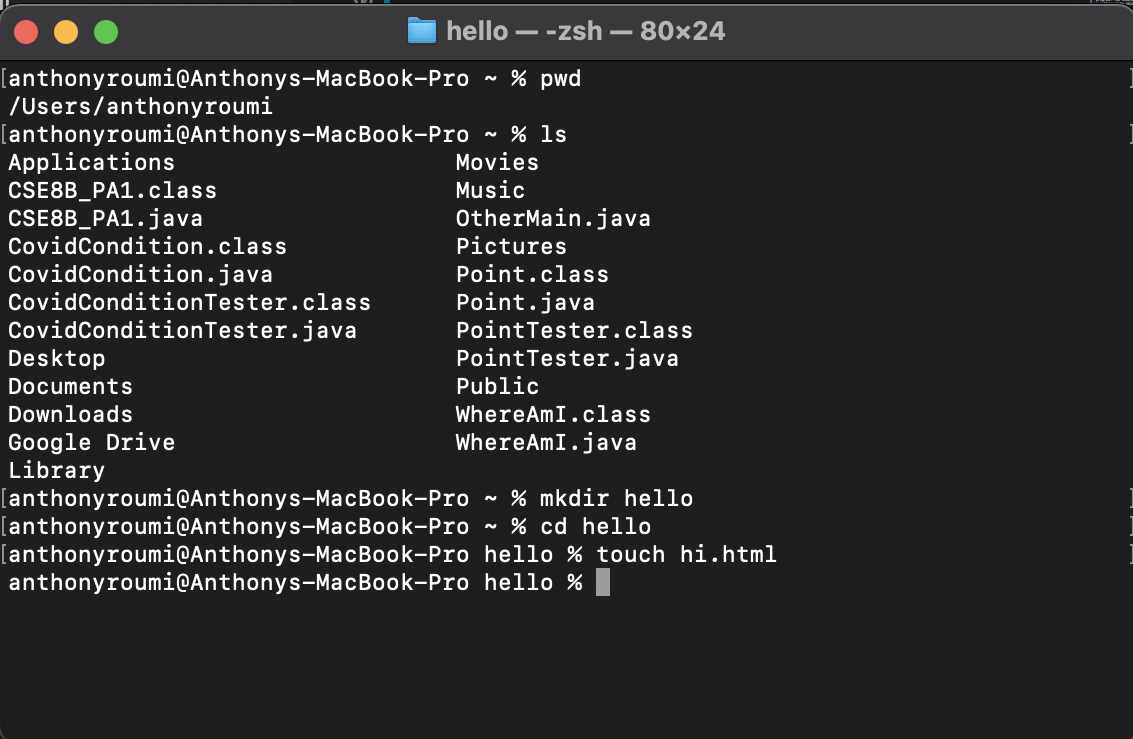 hello — -zsh — 80×24
[anthonyroumi@Anthonys-MacBook-Pro ~ % pwd ]
/Users/anthonyroumi
[anthonyroumi@Anthonys-MacBook-Pro ~ % ls ]
Applications Movies
CSE8B_PA1.class Music
CSE8B_PA1.java OtherMain.java
CovidCondition.class Pictures
CovidCondition.java Point.class
CovidConditionTester.class Point.java
CovidConditionTester.java PointTester.class
Desktop PointTester.java
Documents Public
Downloads WhereAmI.class
Google Drive WhereAmI.java
Library
[anthonyroumi@Anthonys-MacBook-Pro ~ % mkdir hello ]
[anthonyroumi@Anthonys-MacBook-Pro ~ % cd hello ]
[anthonyroumi@Anthonys-MacBook-Pro hello % touch hi.html ]
anthonyroumi@Anthonys-MacBook-Pro hello %